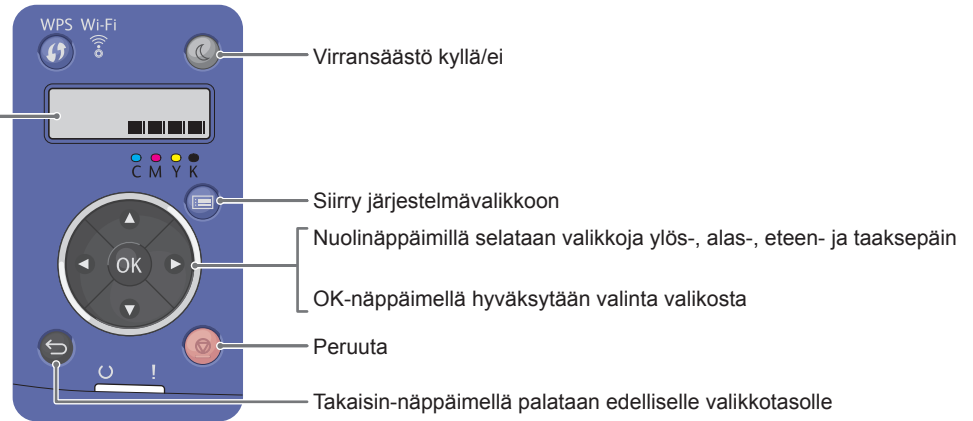 WPS Wi-Fi
Virransäästö kyllä/ei
C M Y K
Siirry järjestelmävalikkoon
Nuolinäppäimillä selataan valikkoja ylös-, alas-, eteen- ja taaksepäin
OK
OK-näppäimellä hyväksytään valinta valikosta
Peruuta
!
Takaisin-näppäimellä palataan edelliselle valikkotasolle